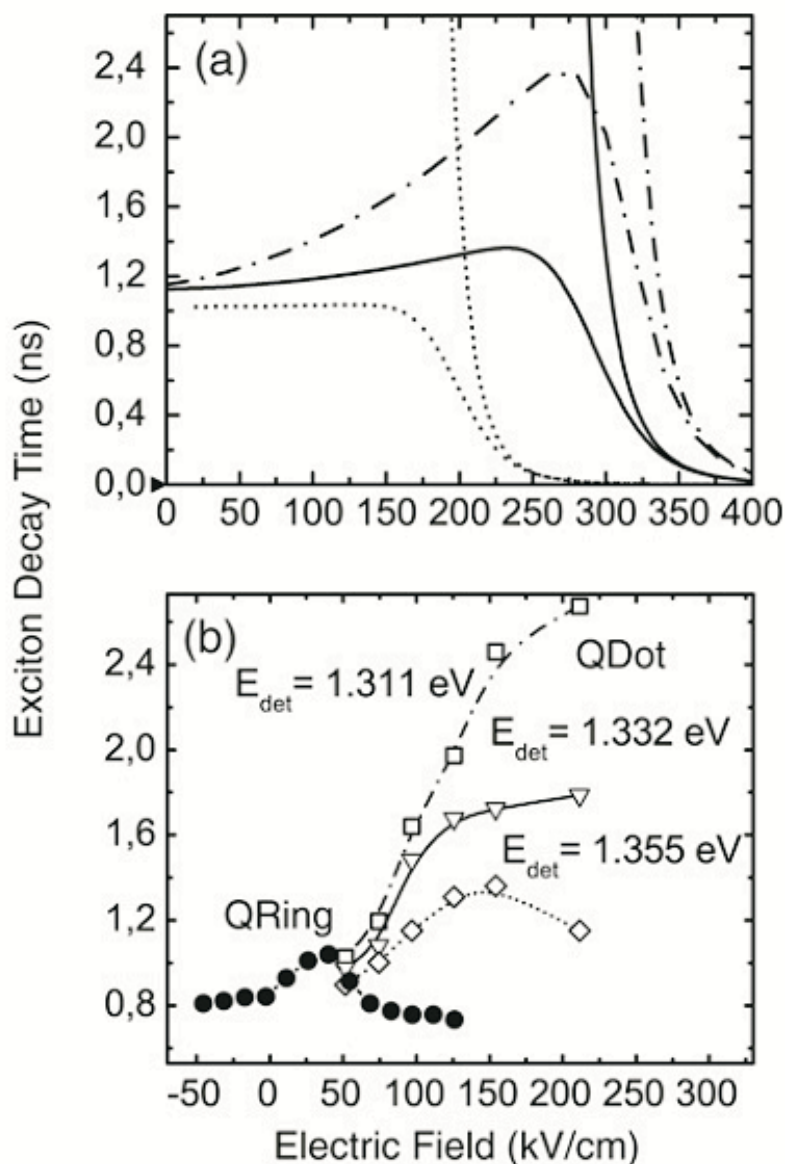 Exciton Decay Time (ns)
(a)
2,4
2,0
1,6
1,2
0,8
0,4
0,0
0 50 100 150 200 250 300 350 400
(b)
2,4
2,0
1,6
1,2
0,8
QDot
E_det = 1.311 eV
E_det = 1.332 eV
E_det = 1.355 eV
QRing
-50 0 50 100 150 200 250 300
Electric Field (kV/cm)